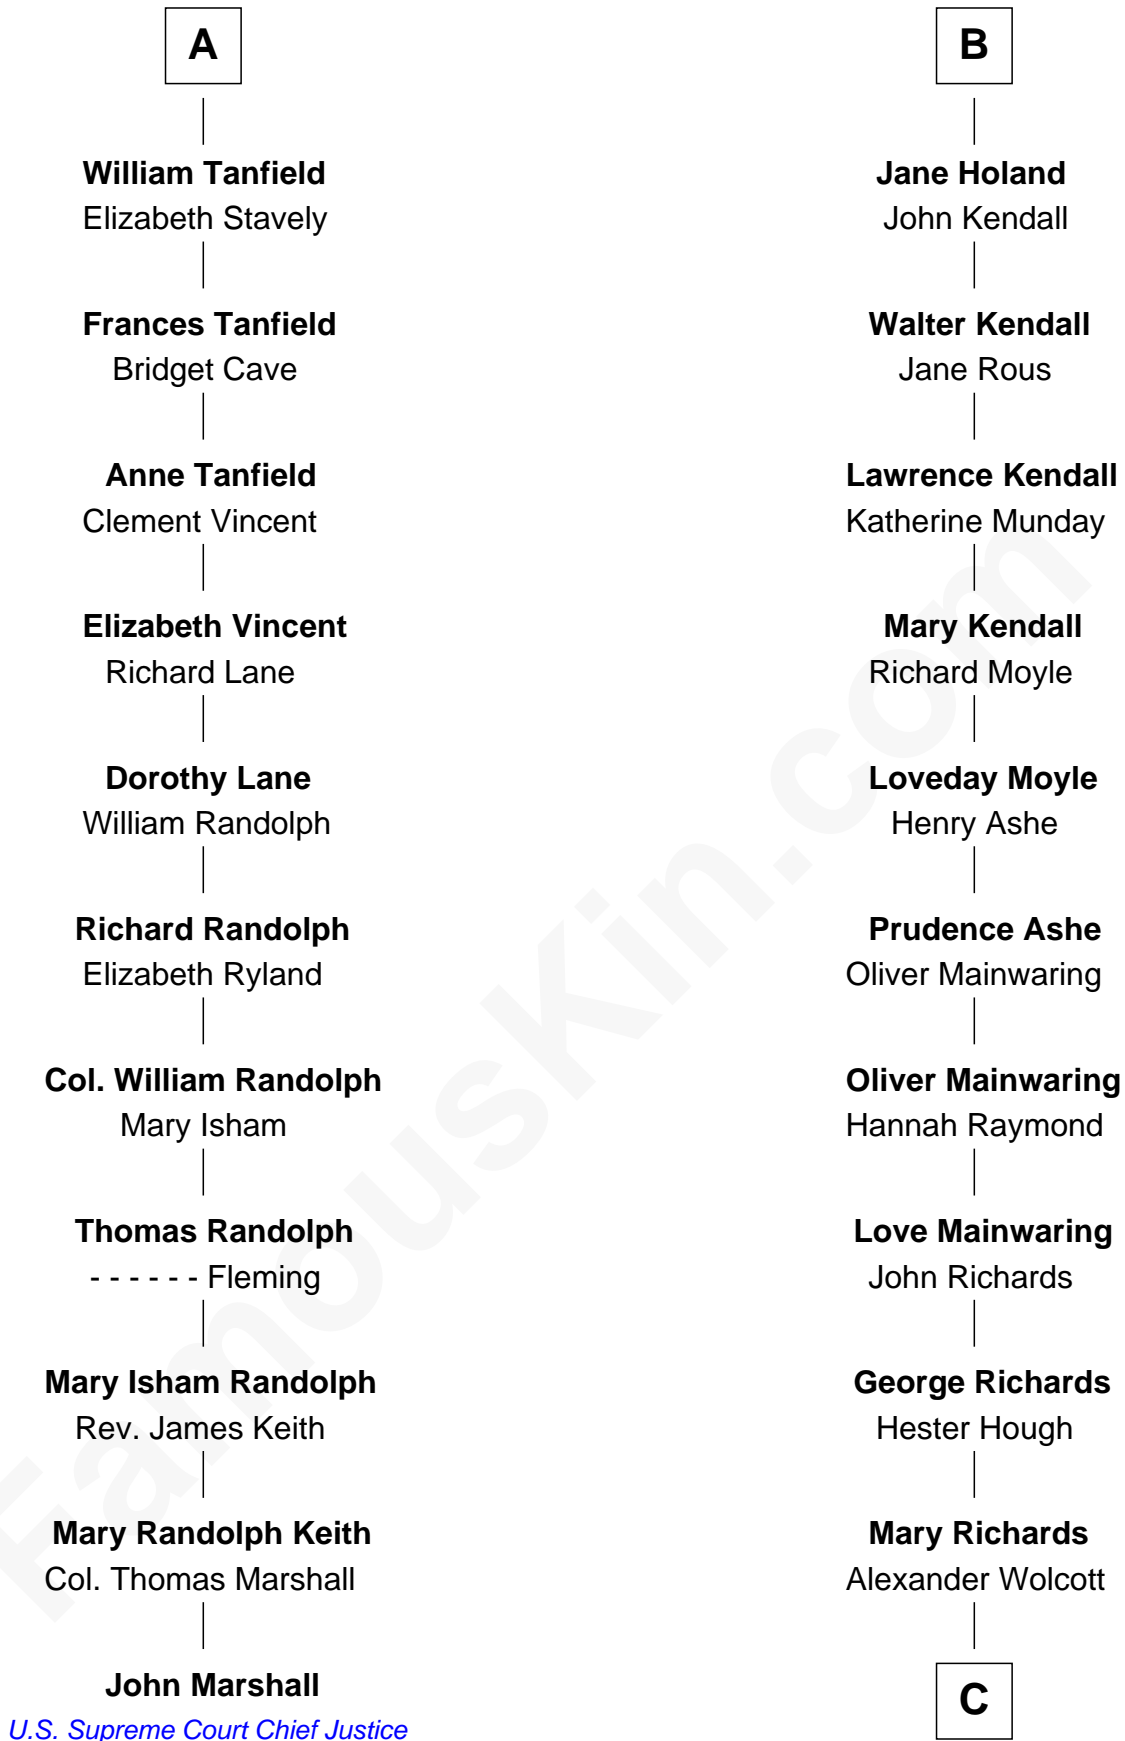 A
William Tanfield
Elizabeth Stavely
Frances Tanfield
Bridget Cave
Anne Tanfield
Clement Vincent
Elizabeth Vincent
Richard Lane
Dorothy Lane
William Randolph
Richard Randolph
Elizabeth Ryland
Col. William Randolph
Mary Isham
Thomas Randolph
- - - - - - Fleming
Mary Isham Randolph
Rev. James Keith
Mary Randolph Keith
Col. Thomas Marshall
John Marshall
U.S. Supreme Court Chief Justice
B
Jane Holand
John Kendall
Walter Kendall
Jane Rous
Lawrence Kendall
Katherine Munday
Mary Kendall
Richard Moyle
Loveday Moyle
Henry Ashe
Prudence Ashe
Oliver Mainwaring
Oliver Mainwaring
Hannah Raymond
Love Mainwaring
John Richards
George Richards
Hester Hough
Mary Richards
Alexander Wolcott
C
FamousKin.com